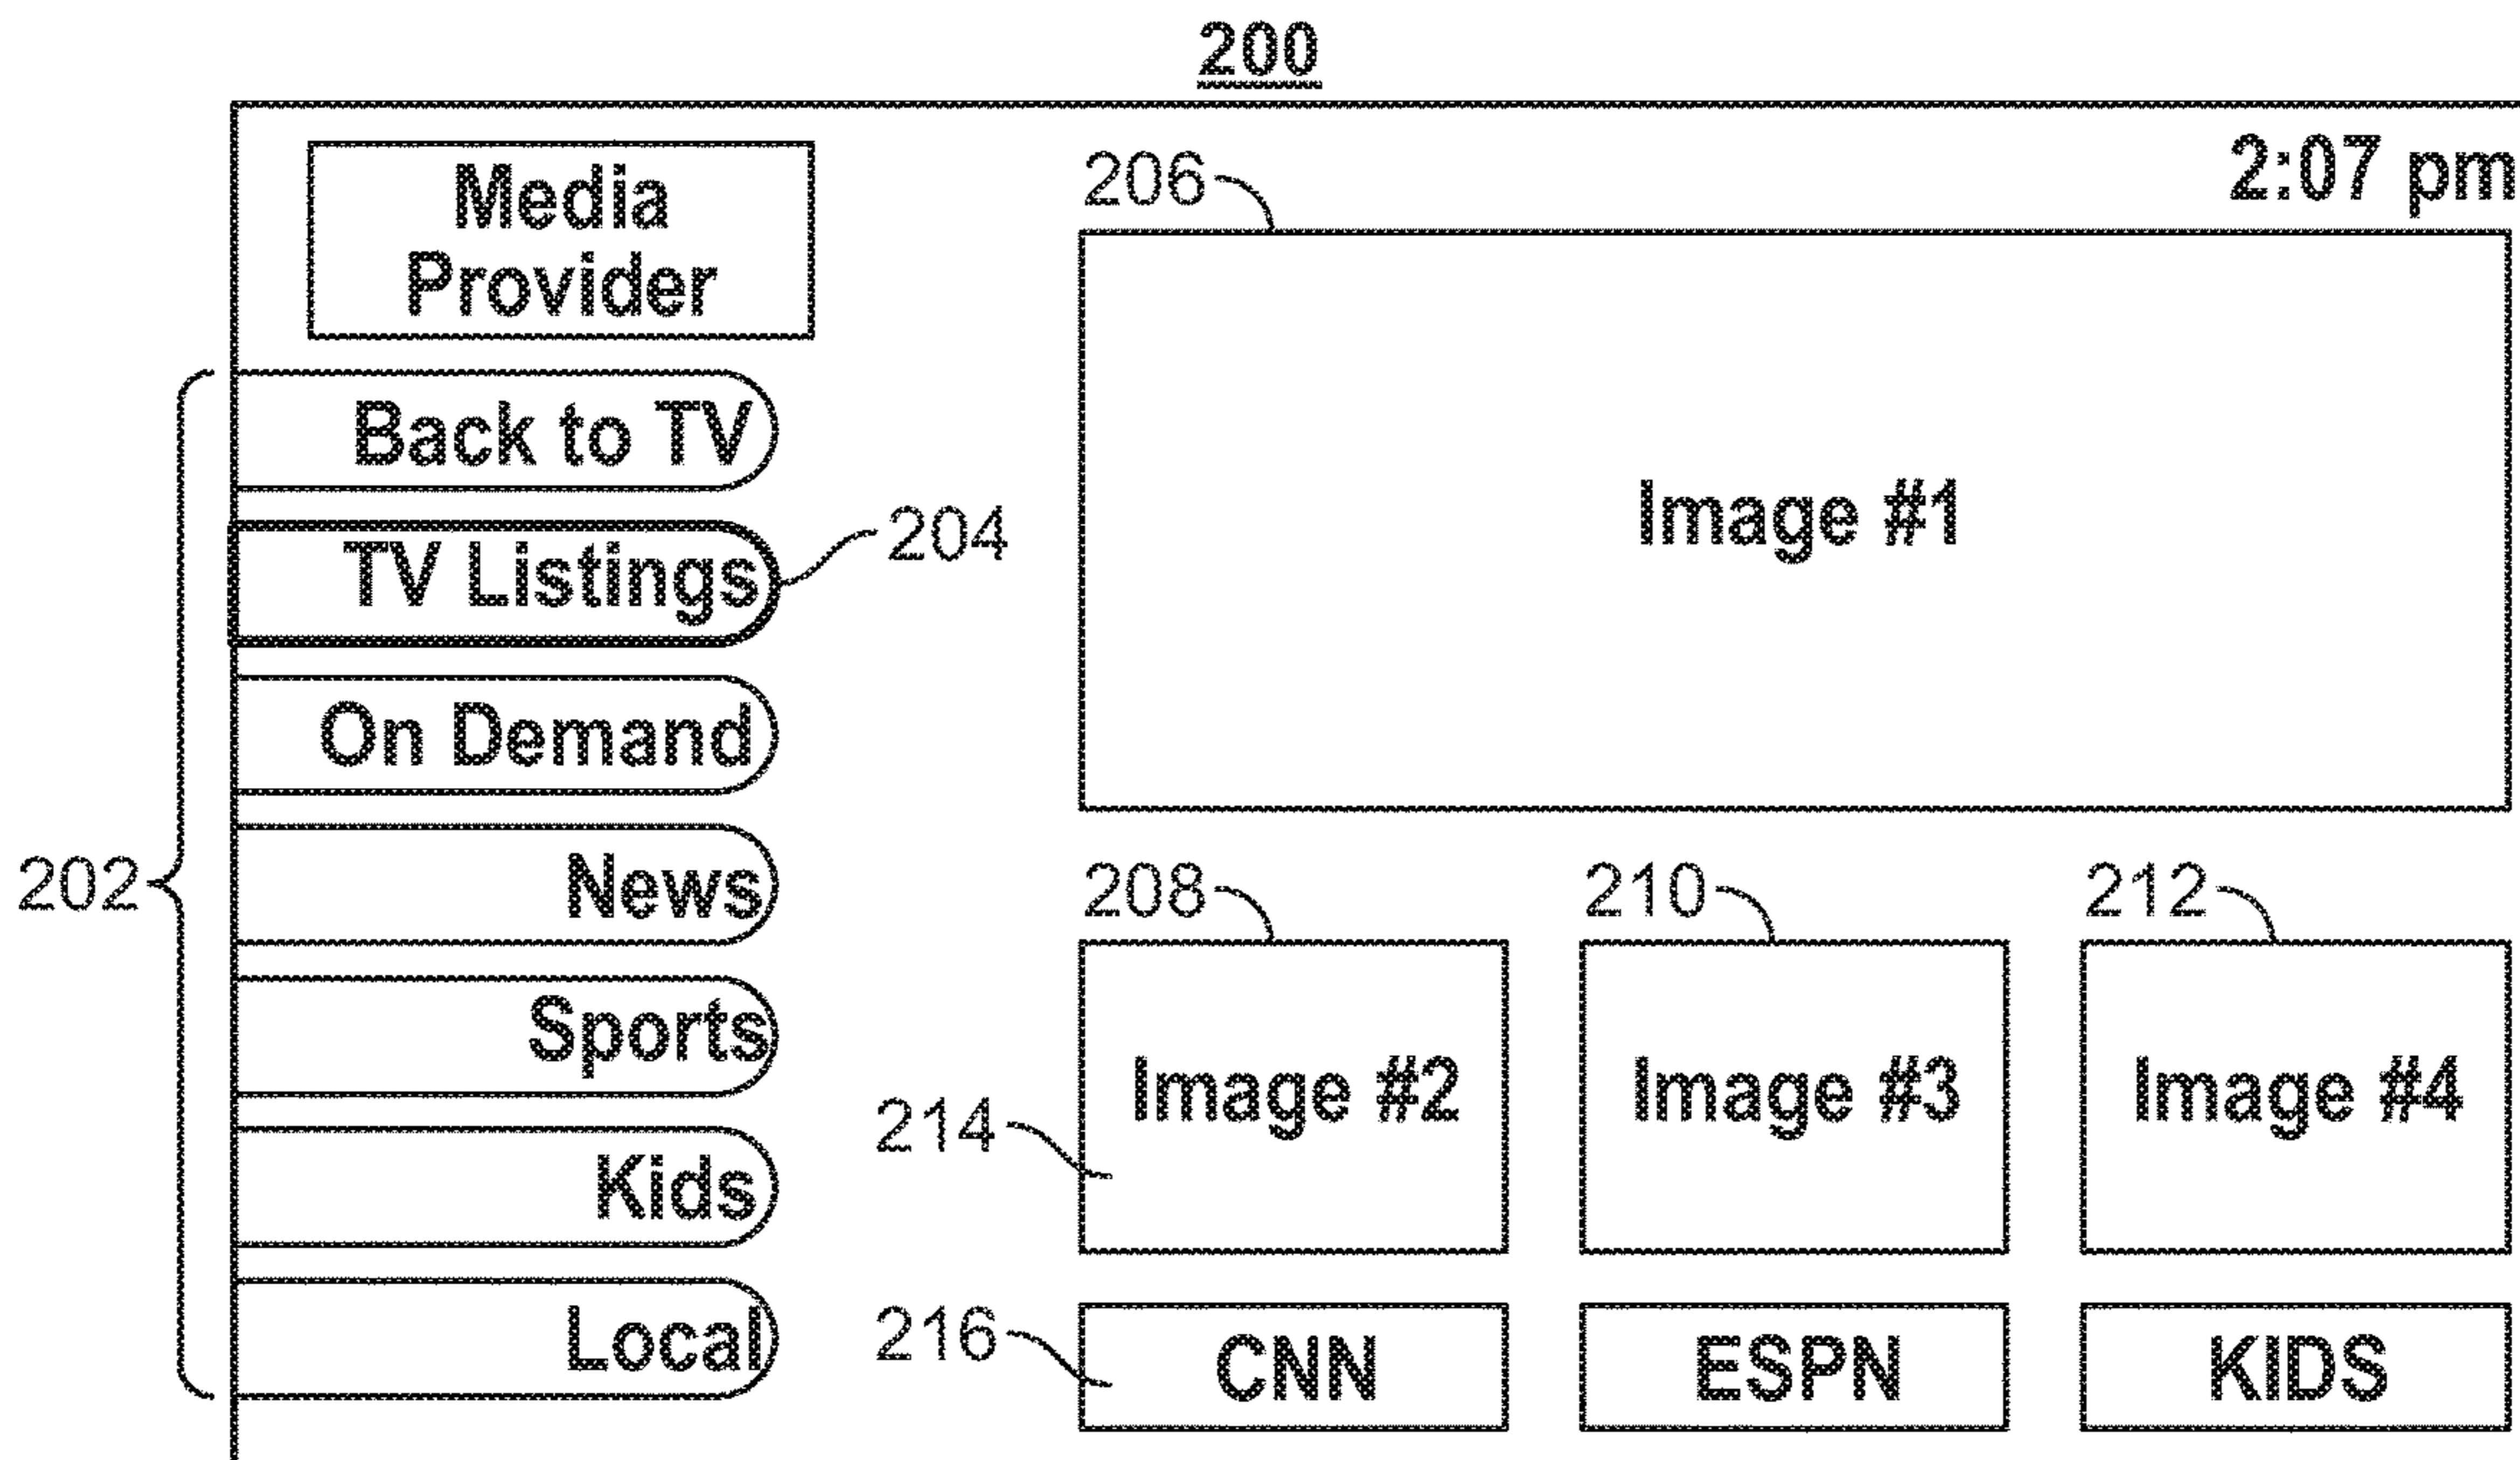 200
2:07 pm
Media
Provider
206
Back to TV
Image #1
TV Listings
204
On Demand
News
202
208
210
212
Sports
Image #2
Image #3
Image #4
214
Kids
Local
216
CNN
ESPN
KIDS